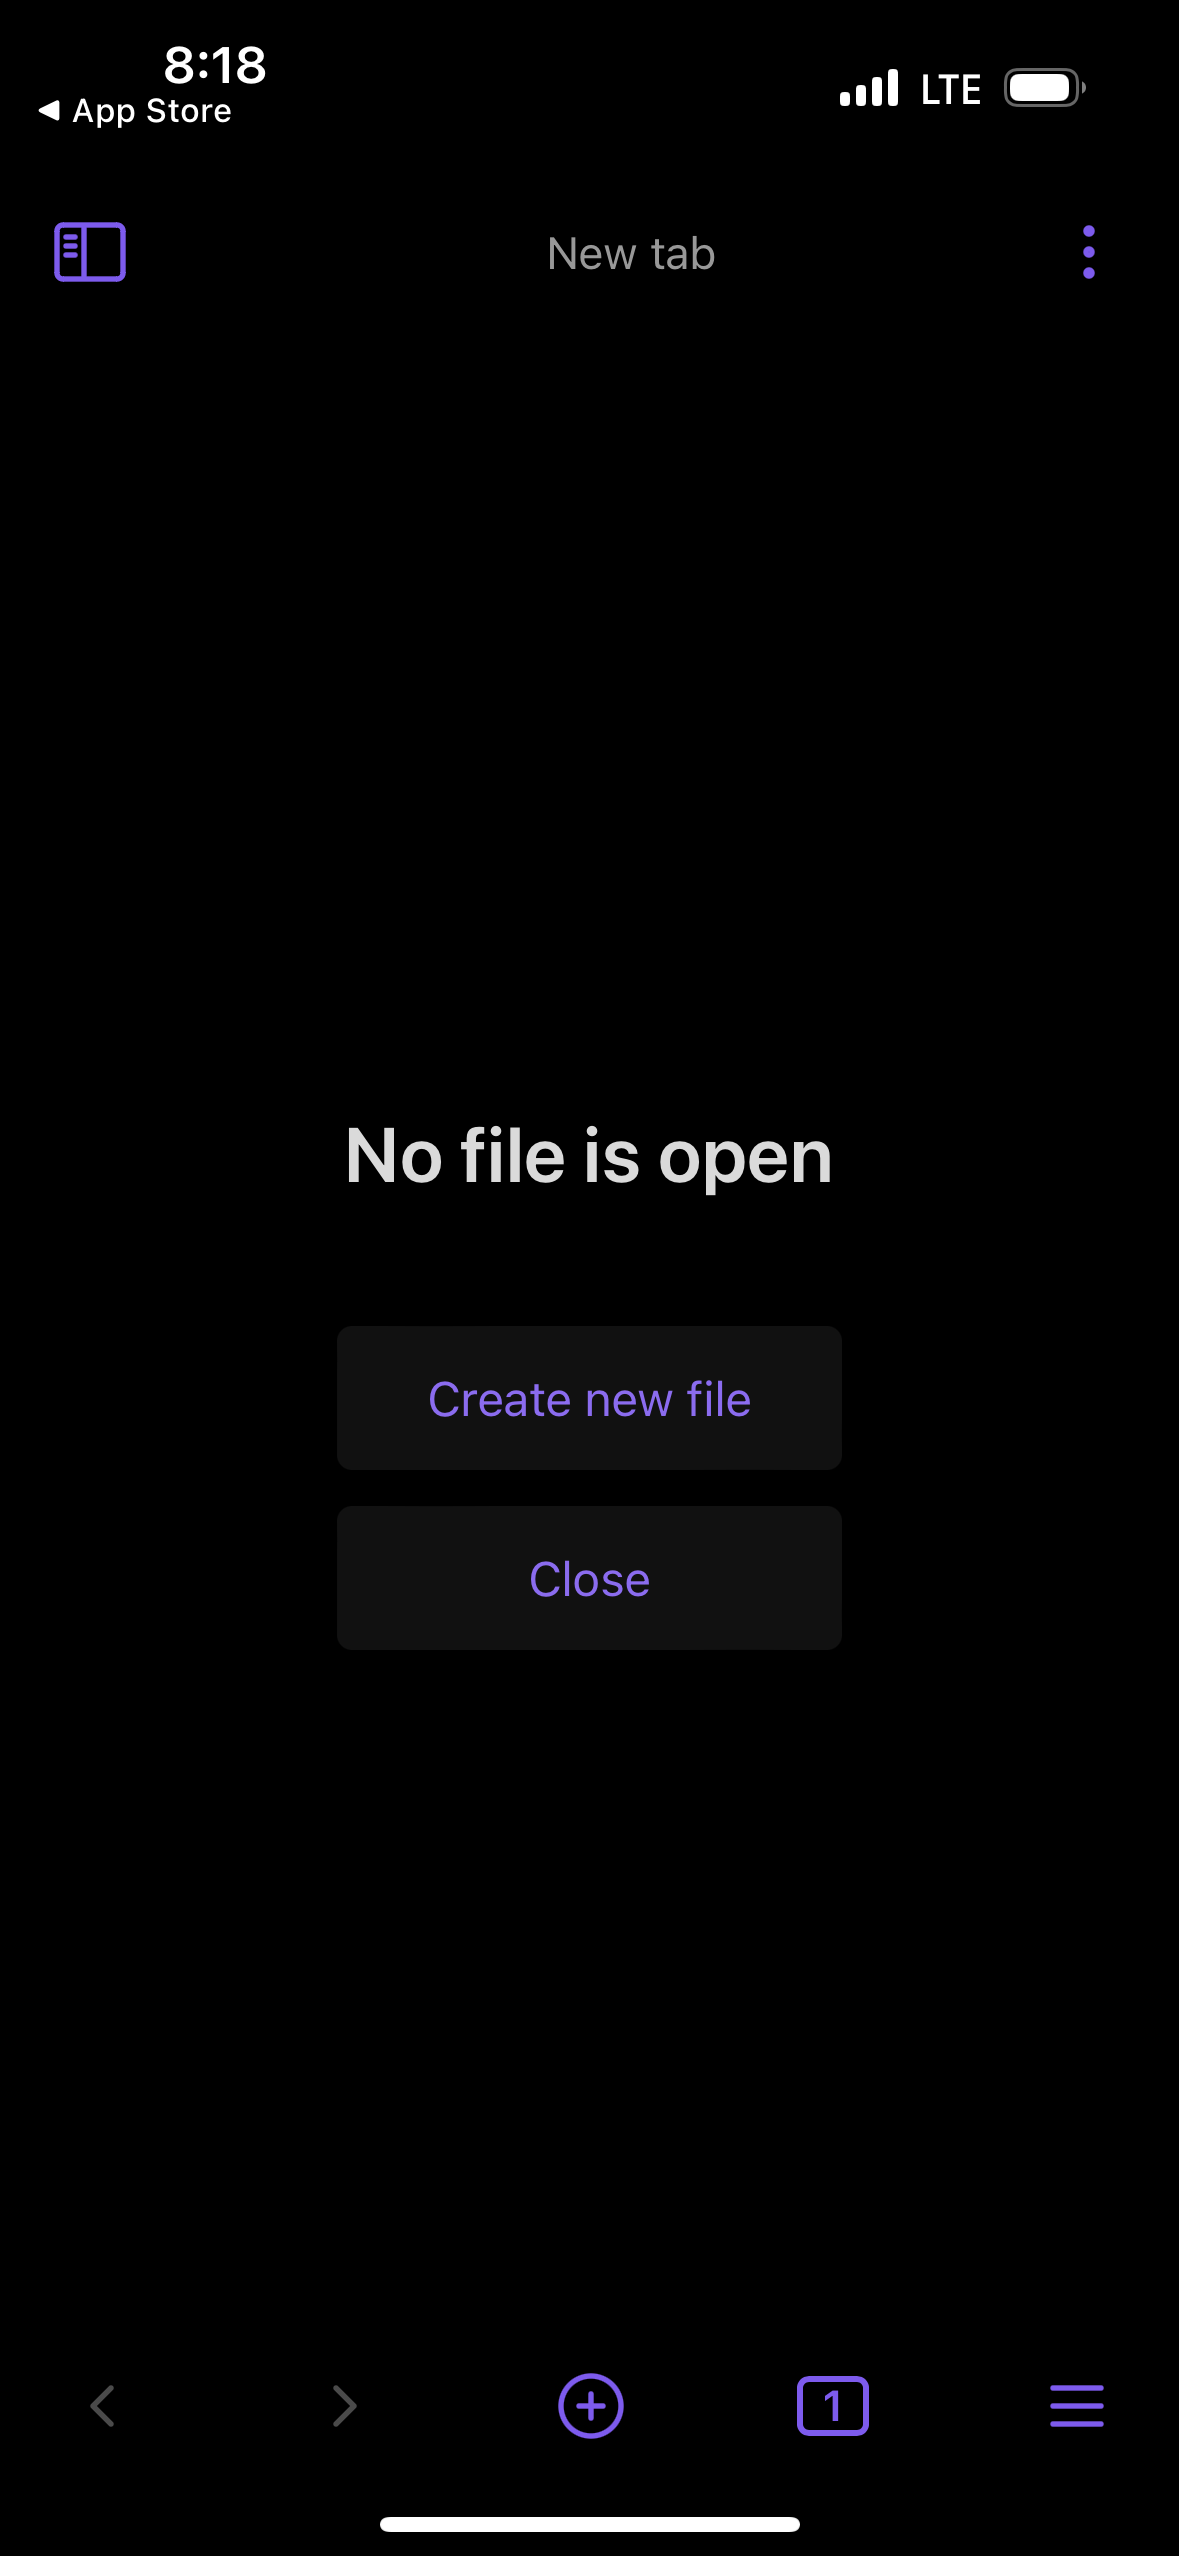 8:18
App Store
LTE
New tab
No file is open
Create new file
Close
1